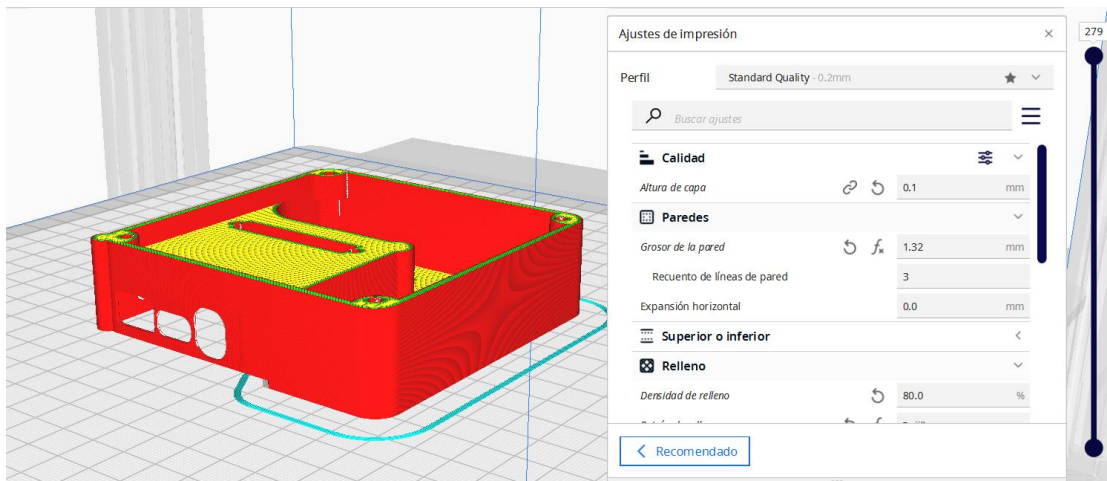 Ajustes de impresión
279
Perfil Standard Quality - 0.2mm
Buscar ajustes
Calidad
Altura de capa 0.1 mm
Paredes
Grosor de la pared 1.32 mm
Recuento de líneas de pared 3
Expansión horizontal 0.0 mm
Superior o inferior
Relleno
Densidad de relleno 80.0 %
Recomendado